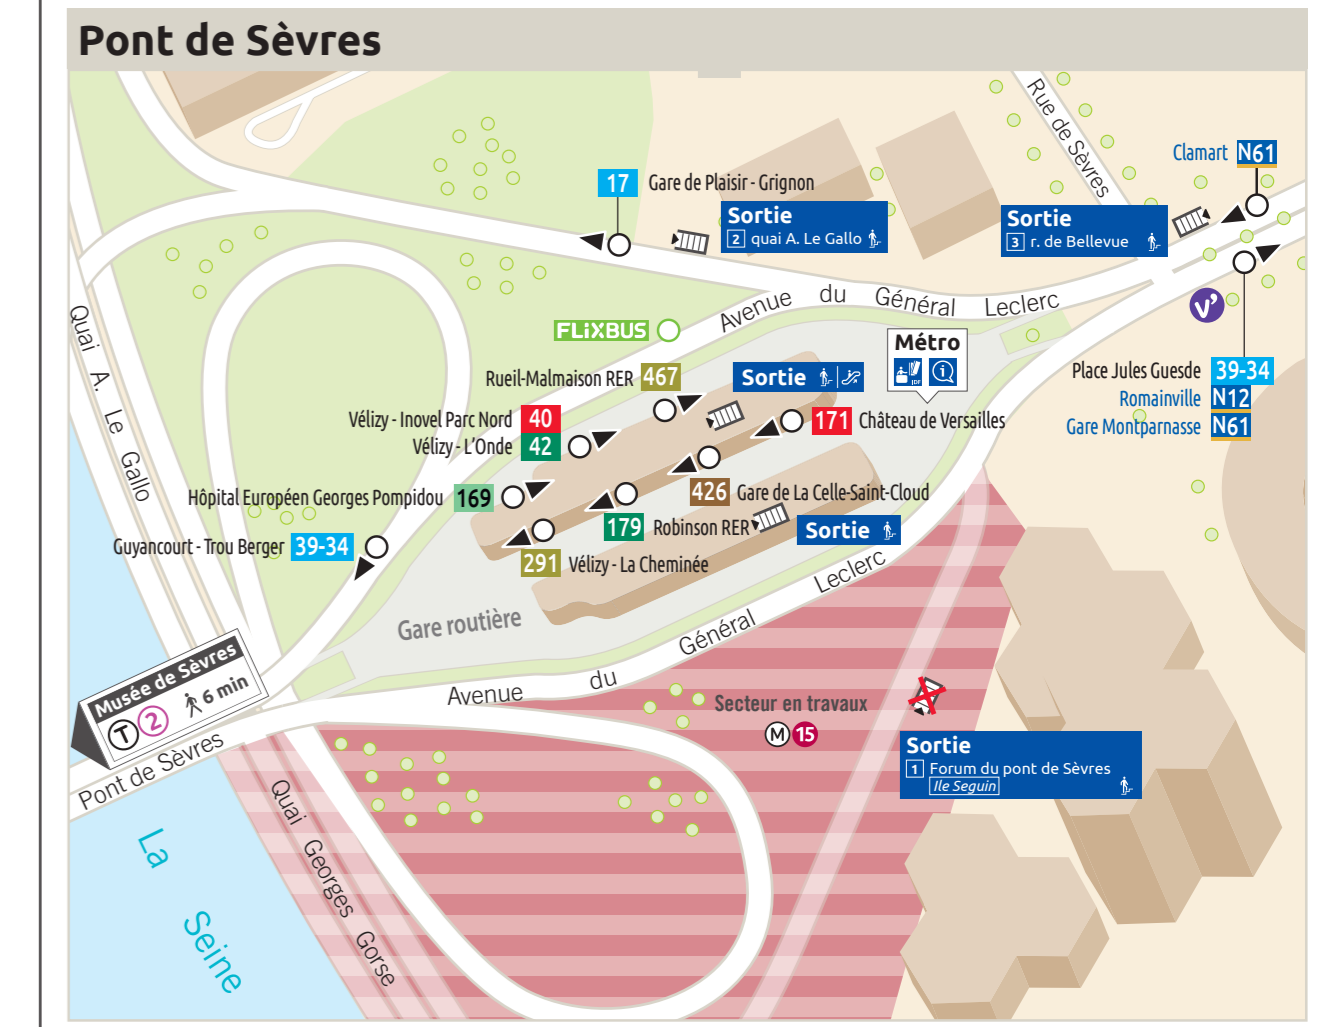 Pont de Sèvres
Rue de Sèvres
Clamart N61
17 Gare de Plaisir - Grignon
Sortie
2 quai A. Le Gallo
Sortie
3 r. de Bellevue
Avenue du Général Leclerc
FLiXBUS
Métro
IDF
i
V'
Quai A. Le Gallo
Rueil-Malmaison RER 467
Sortie
Place Jules Guesde 39-34
Romainville N12
Gare Montparnasse N61
Vélizy - Inovel Parc Nord 40
Vélizy - L'Onde 42
171 Château de Versailles
Hôpital Européen Georges Pompidou 169
426 Gare de La Celle-Saint-Cloud
179 Robinson RER
Sortie
Guyancourt - Trou Berger 39-34
291 Vélizy - La Cheminée
Gare routière
Avenue du Général Leclerc
Musée de Sèvres
T 2 6 min
Pont de Sèvres
Secteur en travaux
M 15
Sortie
1 Forum du pont de Sèvres
Ile Seguin
Quai Georges Gorse
La Seine